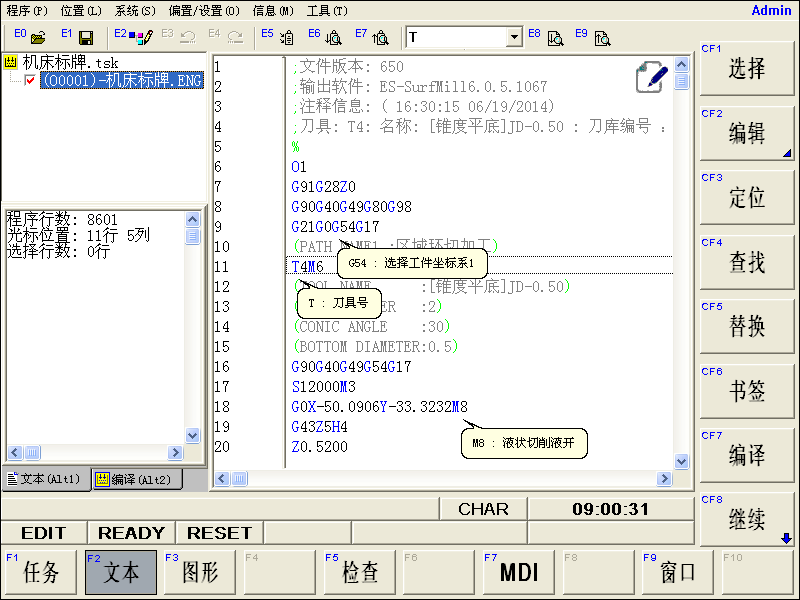 程序(P) 位置(L) 系统(S) 偏置/设置(O) 信息(M) 工具(T) Admin
E0 E1 E2 E3 E4 E5 E6 E7 T E8 E9
机床标牌.tsk
(O0001)-机床标牌.ENG
程序行数: 8601
光标位置: 11行 5列
选择行数: 0行
文本(Alt1) 编译(Alt2)
1 ;文件版本: 650
2 ;输出软件: ES-SurfMill6.0.5.1067
3 ;注释信息: ( 16:30:15 06/19/2014)
4 ;刀具: T4: 名称: [锥度平底]JD-0.50 : 刀库编号 :
5 %
6 O1
7 G91G28Z0
8 G90G40G49G80G98
9 G21G0G54G17
10 (PATH NAME1 :区域环切加工)
G54 : 选择工件坐标系1
11 T4M6
12 (TOOL NAME :[锥度平底]JD-0.50)
T : 刀具号
13 ER :2)
14 (CONIC ANGLE :30)
15 (BOTTOM DIAMETER:0.5)
16 G90G40G49G54G17
17 S12000M3
18 G0X-50.0906Y-33.3232M8
19 G43Z5H4
M8 : 液状切削液开
20 Z0.5200
CF1 选择
CF2 编辑
CF3 定位
CF4 查找
CF5 替换
CF6 书签
CF7 编译
CF8 继续
CHAR 09:00:31
EDIT READY RESET
F1 任务 F2 文本 F3 图形 F4 F5 检查 F6 F7 MDI F8 F9 窗口 F10